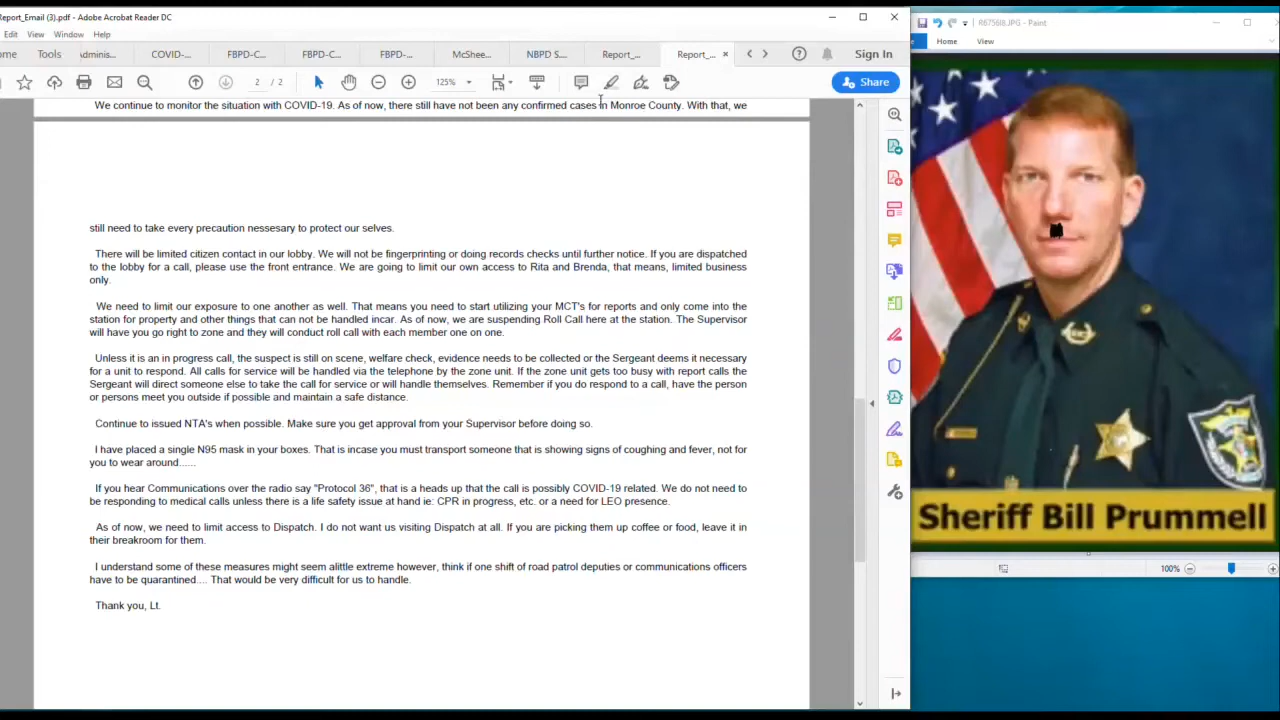 Report_Email (3).pdf - Adobe Acrobat Reader DC
Edit View Window Help
Tools
COVID-...
FBPD-C...
FBPD-C...
FBPD-...
McShee...
NBPD S...
Report_...
Report_...
Sign In
2 / 2
125%
Share
We continue to monitor the situation with COVID-19. As of now, there still have not been any confirmed cases in Monroe County. With that, we
still need to take every precaution nessesary to protect our selves.
There will be limited citizen contact in our lobby. We will not be fingerprinting or doing records checks until further notice. If you are dispatched
to the lobby for a call, please use the front entrance. We are going to limit our own access to Rita and Brenda, that means, limited business
only.
We need to limit our exposure to one another as well. That means you need to start utilizing your MCT's for reports and only come into the
station for property and other things that can not be handled incar. As of now, we are suspending Roll Call here at the station. The Supervisor
will have you go right to zone and they will conduct roll call with each member one on one.
Unless it is an in progress call, the suspect is still on scene, welfare check, evidence needs to be collected or the Sergeant deems it necessary
for a unit to respond. All calls for service will be handled via the telephone by the zone unit. If the zone unit gets too busy with report calls the
Sergeant will direct someone else to take the call for service or will handle themselves. Remember if you do respond to a call, have the person
or persons meet you outside if possible and maintain a safe distance.
Continue to issued NTA's when possible. Make sure you get approval from your Supervisor before doing so.
I have placed a single N95 mask in your boxes. That is incase you must transport someone that is showing signs of coughing and fever, not for
you to wear around......
If you hear Communications over the radio say "Protocol 36", that is a heads up that the call is possibly COVID-19 related. We do not need to
be responding to medical calls unless there is a life safety issue at hand ie: CPR in progress, etc. or a need for LEO presence.
As of now, we need to limit access to Dispatch. I do not want us visiting Dispatch at all. If you are picking them up coffee or food, leave it in
their breakroom for them.
I understand some of these measures might seem alittle extreme however, think if one shift of road patrol deputies or communications officers
have to be quarantined.... That would be very difficult for us to handle.
Thank you, Lt.
R67560I.JPG - Paint
Home View
Sheriff Bill Prummell
100%